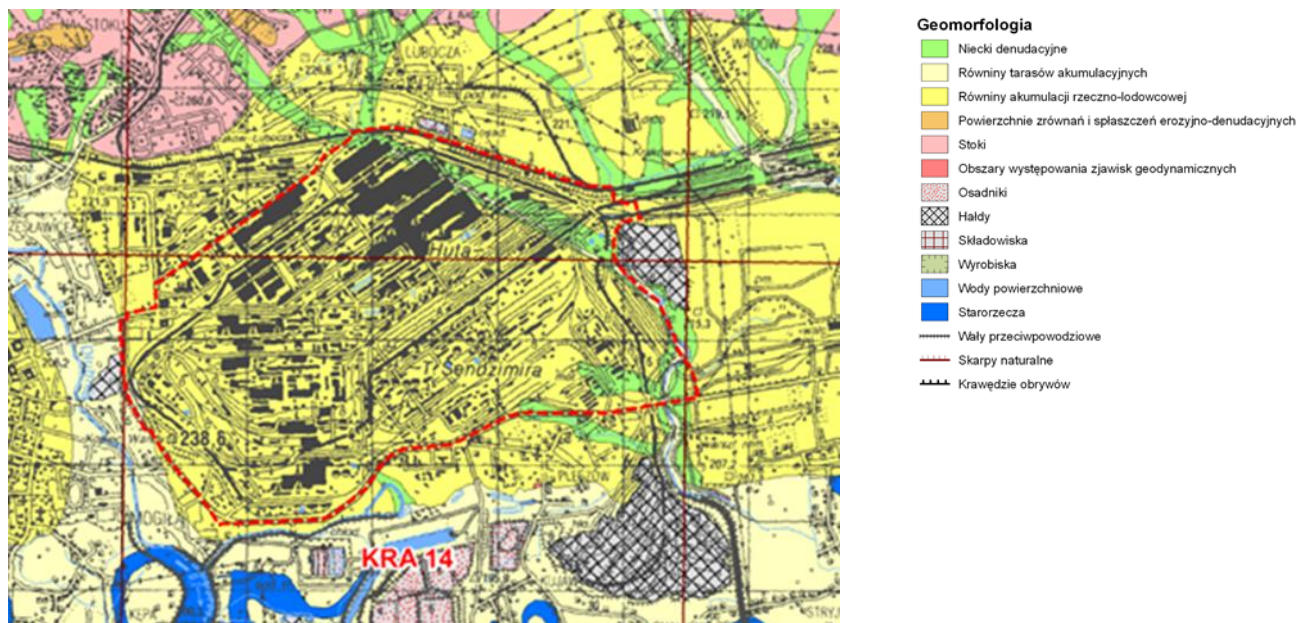 LUBOCZA
Huta
T. Sendzimira
238,6
MOGIŁA
KRA 14
KĘPA
Geomorfologia
Niecki denudacyjne
Równiny tarasów akumulacyjnych
Równiny akumulacji rzeczno-lodowcowej
Powierzchnie zrównań i spłaszczeń erozyjno-denudacyjnych
Stoki
Obszary występowania zjawisk geodynamicznych
Osadniki
Hałdy
Składowiska
Wyrobiska
Wody powierzchniowe
Starorzecza
Wały przeciwpowodziowe
Skarpy naturalne
Krawędzie obrywów